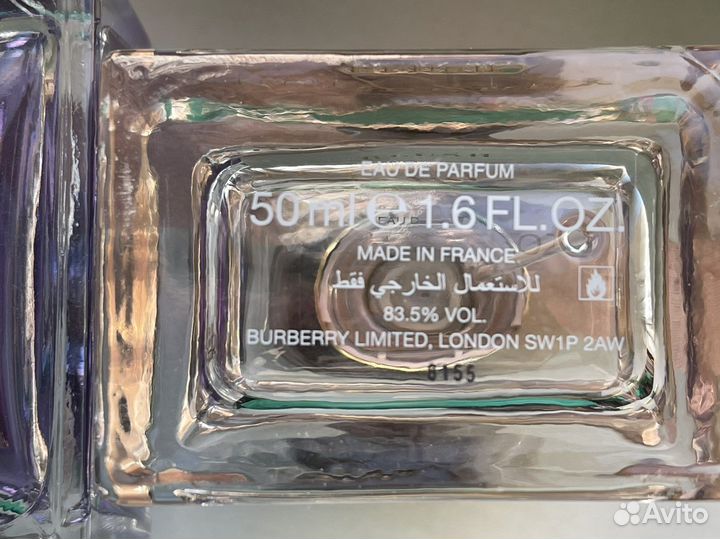 EAU DE PARFUM
50ml e 1.6 FL.OZ.
MADE IN FRANCE
للاستعمال الخارجي فقط
83.5% VOL.
BURBERRY LIMITED, LONDON SW1P 2AW
8155
Avito